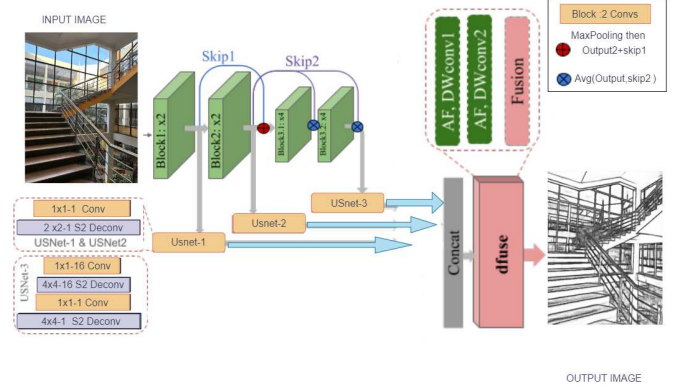 INPUT IMAGE
Skip1
Skip2
Block1: x2
Block2: x2
Block3.1: x4
Block3.2: x4
AF, DWconv1
AF, DWconv2
Fusion
Block :2 Convs
MaxPooling then
Output2+skip1
Avg(Output,skip2 )
1x1-1 Conv
2 x2-1 S2 Deconv
USNet-1 & USNet2
Usnet-1
Usnet-2
USnet-3
USNet-3
1x1-16 Conv
4x4-16 S2 Deconv
1x1-1 Conv
4x4-1 S2 Deconv
Concat
dfuse
OUTPUT IMAGE